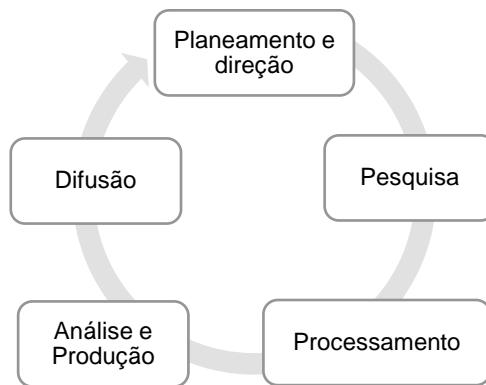 Planeamento e
direção
Pesquisa
Processamento
Análise e
Produção
Difusão